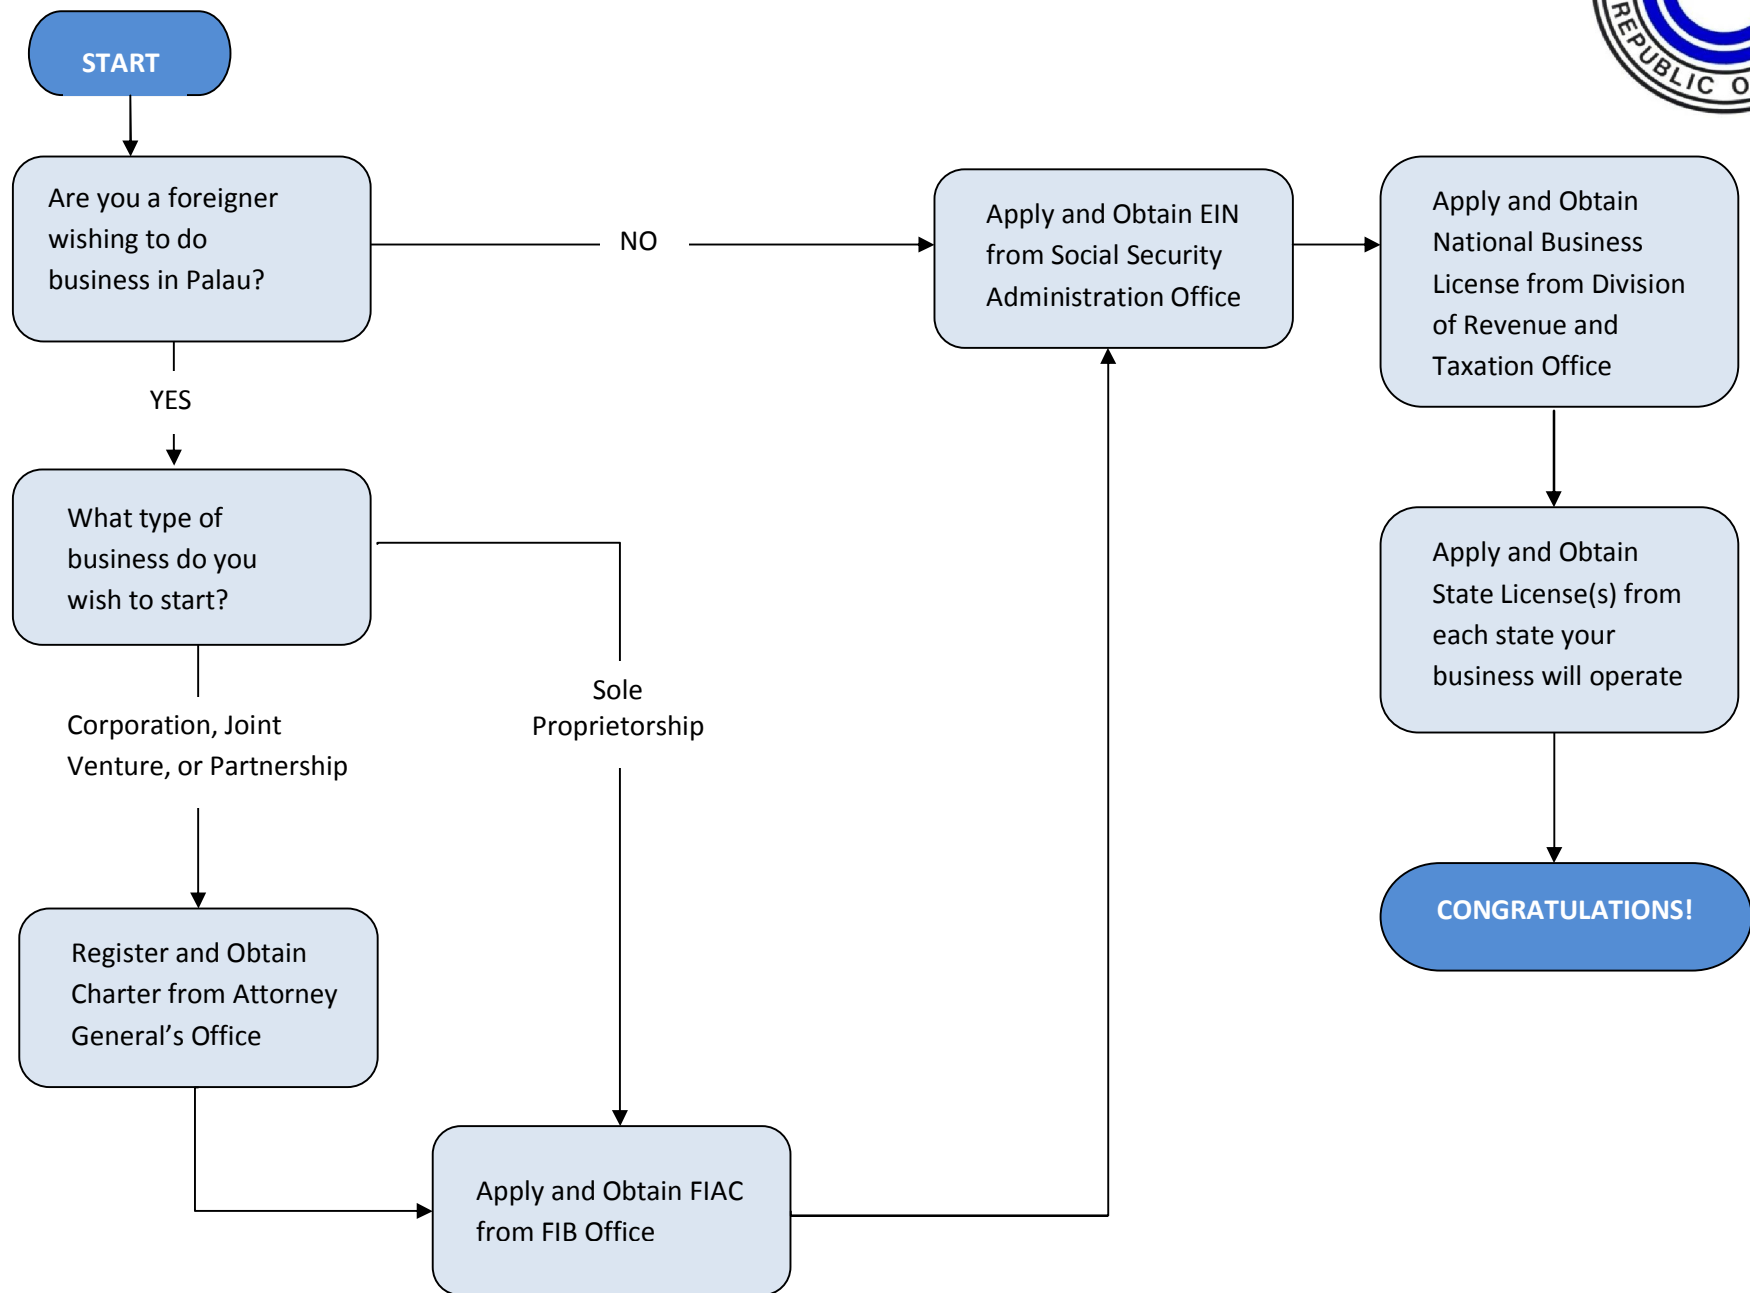 START
REPUBLIC O
Are you a foreigner
wishing to do
business in Palau?
NO
Apply and Obtain EIN
from Social Security
Administration Office
Apply and Obtain
National Business
License from Division
of Revenue and
Taxation Office
YES
What type of
business do you
wish to start?
Apply and Obtain
State License(s) from
each state your
business will operate
Sole
Proprietorship
Corporation, Joint
Venture, or Partnership
CONGRATULATIONS!
Register and Obtain
Charter from Attorney
General’s Office
Apply and Obtain FIAC
from FIB Office